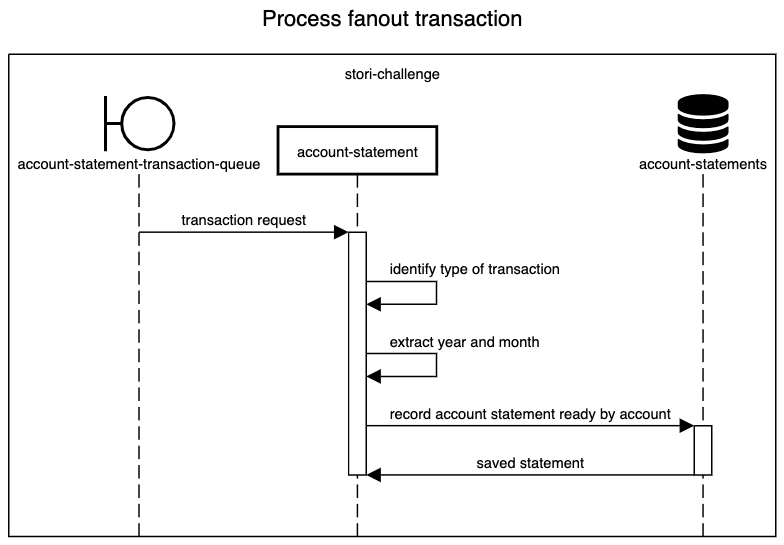 Process fanout transaction
stori-challenge
account-statement-transaction-queue
account-statement
account-statements
transaction request
identify type of transaction
extract year and month
record account statement ready by account
saved statement